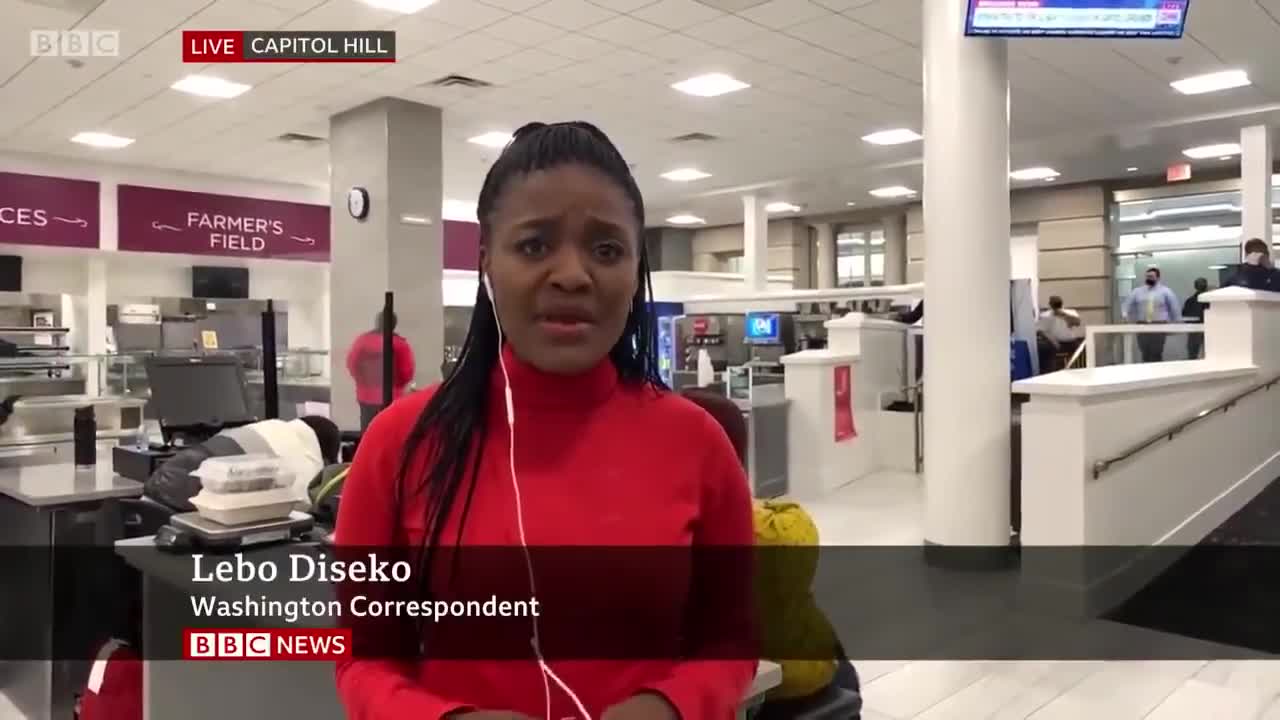 BBC
LIVE CAPITOL HILL
CES
FARMER'S
FIELD
Lebo Diseko
Washington Correspondent
BBC NEWS